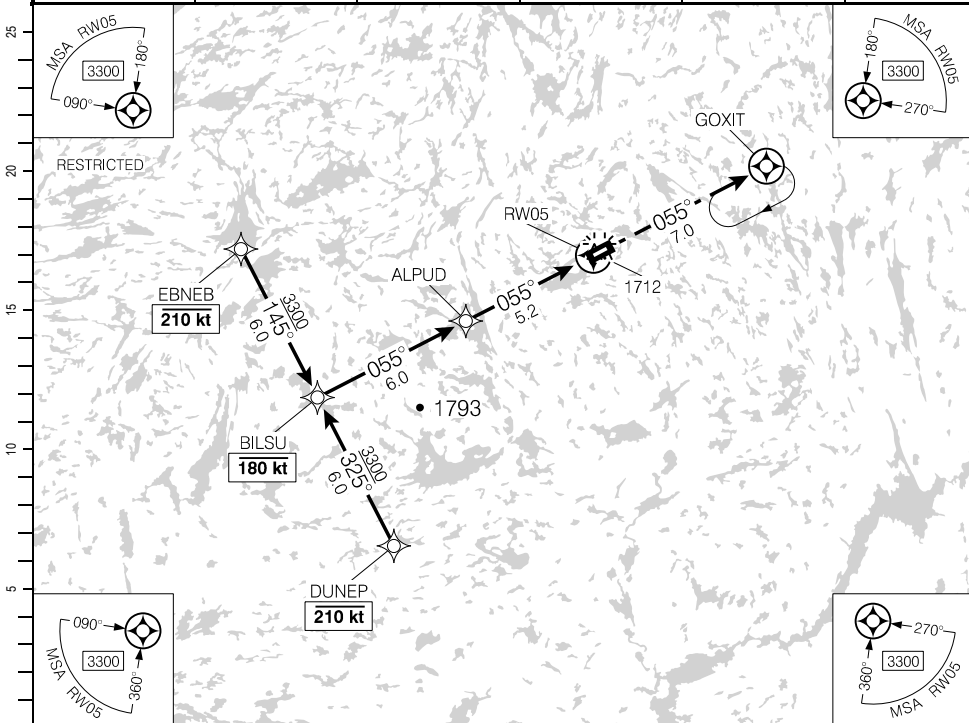 25
20
15
10
5
MSA RW05
3300
180°
090°
MSA RW05
3300
180°
270°
RESTRICTED
GOXIT
055°
7.0
RW05
1712
ALPUD
055°
5.2
EBNEB
210 kt
3300
145°
6.0
055°
6.0
1793
BILSU
180 kt
3300
325°
6.0
DUNEP
210 kt
090°
3300
360°
MSA RW05
270°
3300
360°
MSA RW05